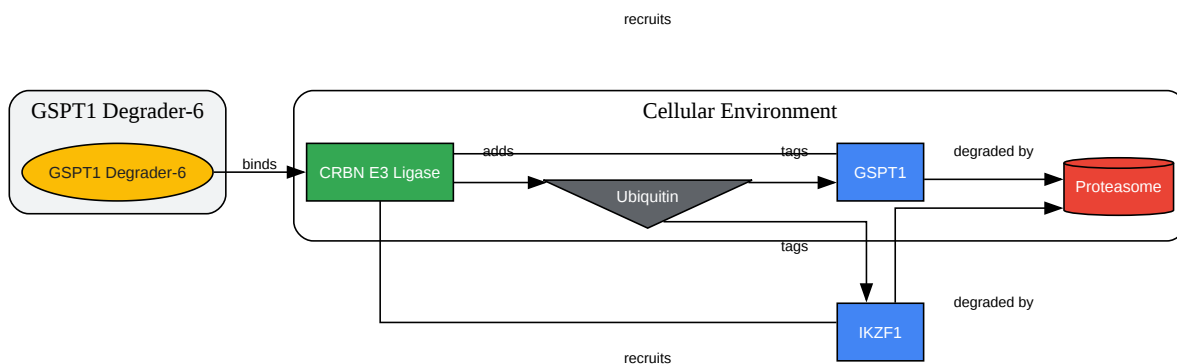 recruits
GSPT1 Degrader-6
Cellular Environment
GSPT1 Degrader-6
binds
CRBN E3 Ligase
adds
Ubiquitin
tags
GSPT1
degraded by
Proteasome
tags
IKZF1
degraded by
recruits